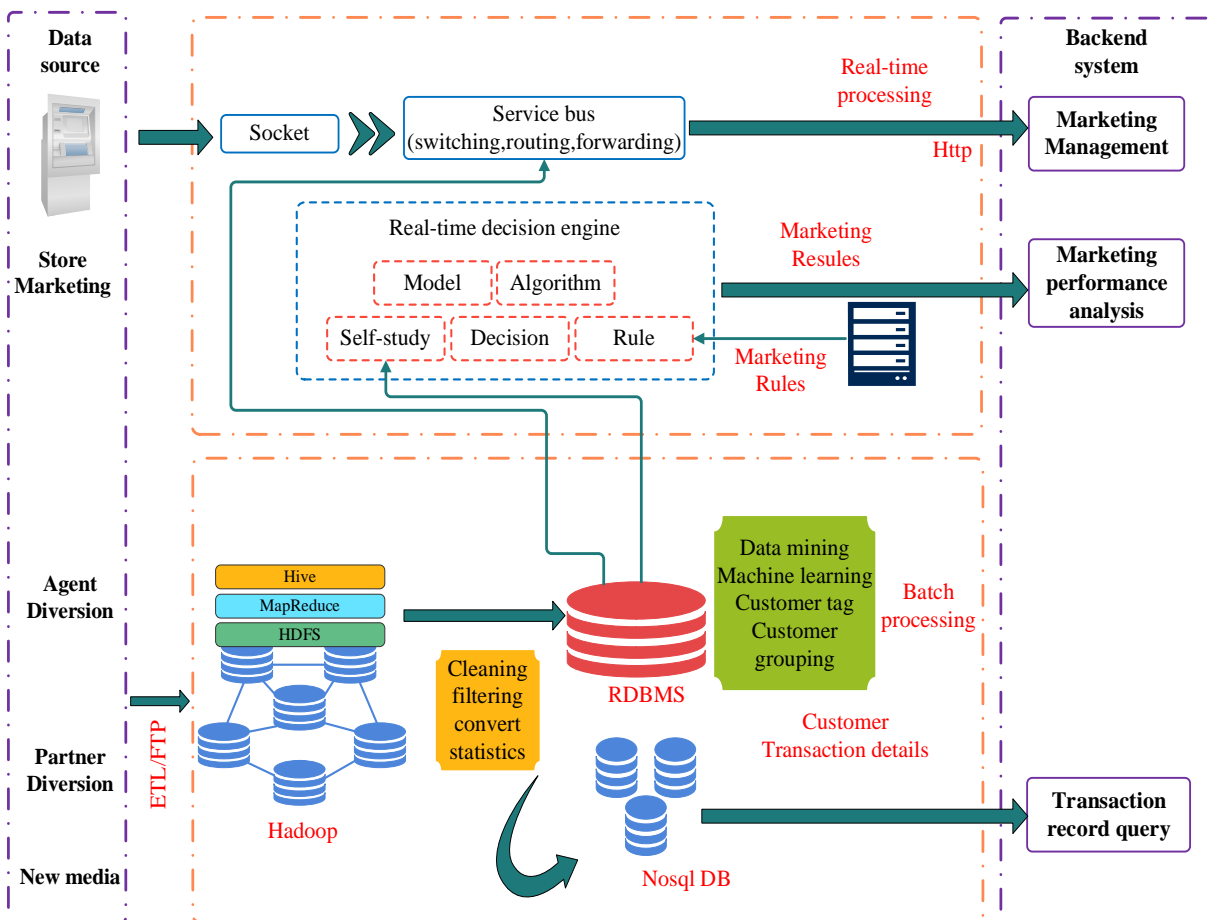 Data
source
Store
Marketing
Agent
Diversion
Partner
Diversion
New media
Socket
Service bus
(switching,routing,forwarding)
Real-time
processing
Http
Real-time decision engine
Model
Algorithm
Self-study
Decision
Rule
Marketing
Resules
Marketing
Rules
ETL/FTP
Hive
MapReduce
HDFS
Hadoop
Cleaning
filtering
convert
statistics
RDBMS
Data mining
Machine learning
Customer tag
Customer
grouping
Batch
processing
Customer
Transaction details
Nosql DB
Backend
system
Marketing
Management
Marketing
performance
analysis
Transaction
record query